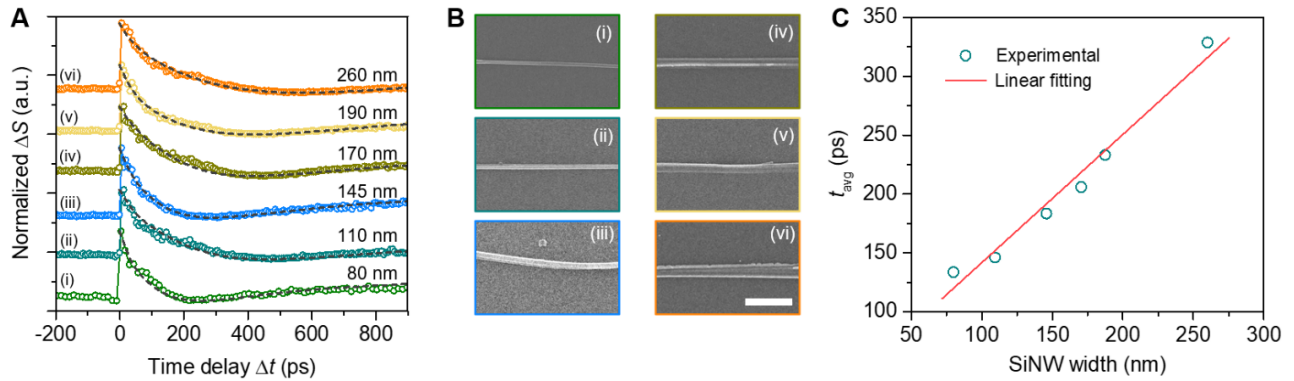 A
Normalized ΔS (a.u.)
(vi)
260 nm
(v)
190 nm
(iv)
170 nm
(iii)
145 nm
(ii)
110 nm
(i)
80 nm
-200 0 200 400 600 800
Time delay Δt (ps)
B
(i)
(iv)
(ii)
(v)
(iii)
(vi)
C
t_avg (ps)
350
300
250
200
150
100
Experimental
Linear fitting
50 100 150 200 250 300
SiNW width (nm)